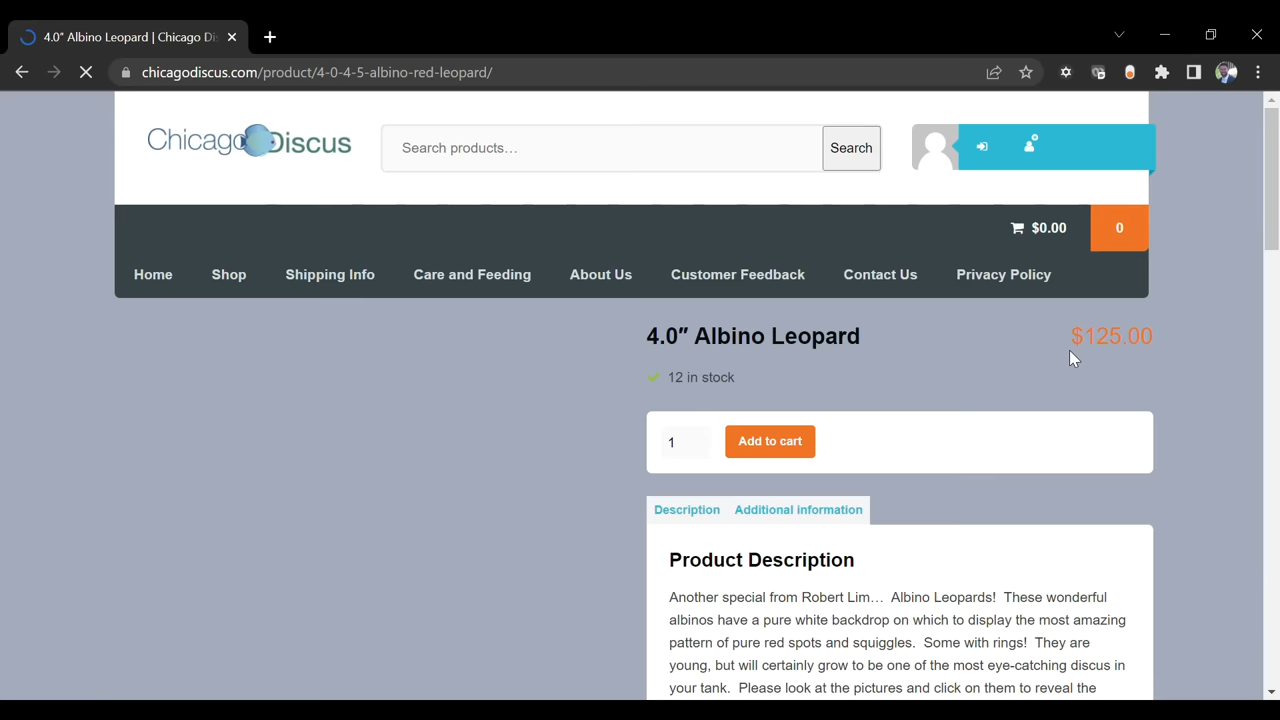 4.0" Albino Leopard | Chicago Di
chicagodiscus.com/product/4-0-4-5-albino-red-leopard/
Chicago Discus
Search products…
Search
$0.00
0
Home
Shop
Shipping Info
Care and Feeding
About Us
Customer Feedback
Contact Us
Privacy Policy
4.0″ Albino Leopard
$125.00
12 in stock
1
Add to cart
Description
Additional information
Product Description
Another special from Robert Lim… Albino Leopards! These wonderful
albinos have a pure white backdrop on which to display the most amazing
pattern of pure red spots and squiggles. Some with rings! They are
young, but will certainly grow to be one of the most eye-catching discus in
your tank. Please look at the pictures and click on them to reveal the